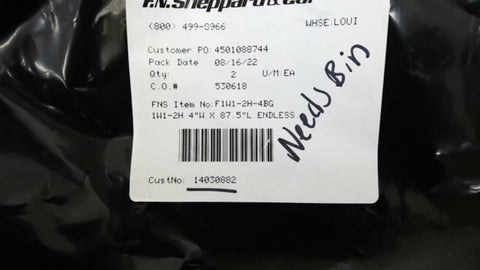 F.N. Sheppard & Co.
(800) 499-8966 WHSE:LOUI
Customer PO: 4501088744
Pack Date 08/16/22
Qty: 2 U/M:EA
C.O.# 530618
FNS Item No:F1W1-2H-4BG
1W1-2H 4"W X 87.5"L ENDLESS
Needs Bin
CustNo: 14030882